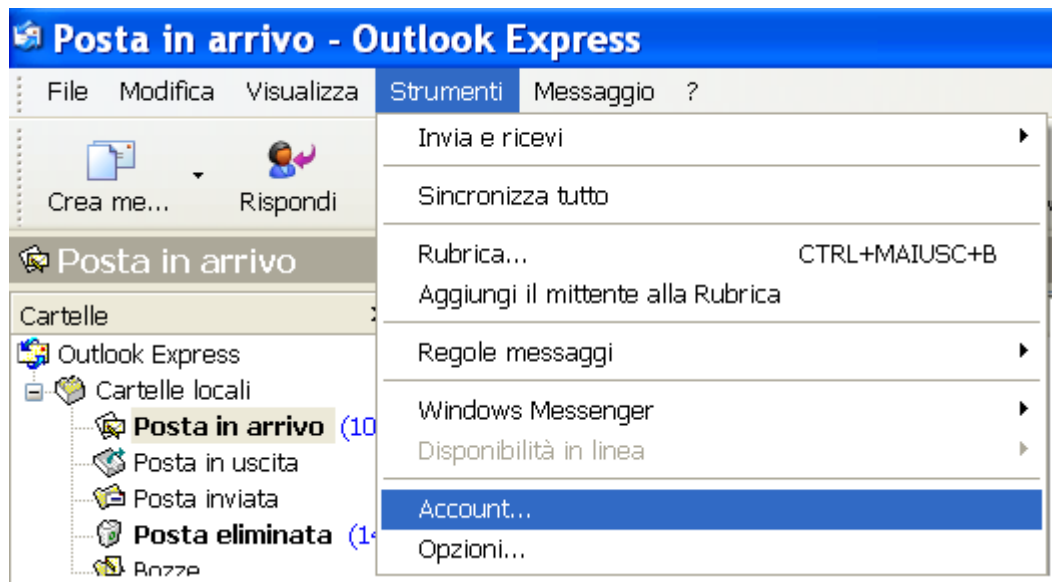 Posta in arrivo - Outlook Express
File Modifica Visualizza Strumenti Messaggio ?
Crea me... Rispondi
Posta in arrivo
Cartelle
Outlook Express
Cartelle locali
Posta in arrivo (10
Posta in uscita
Posta inviata
Posta eliminata (14
Bozze
Invia e ricevi
Sincronizza tutto
Rubrica... CTRL+MAIUSC+B
Aggiungi il mittente alla Rubrica
Regole messaggi
Windows Messenger
Disponibilità in linea
Account...
Opzioni...